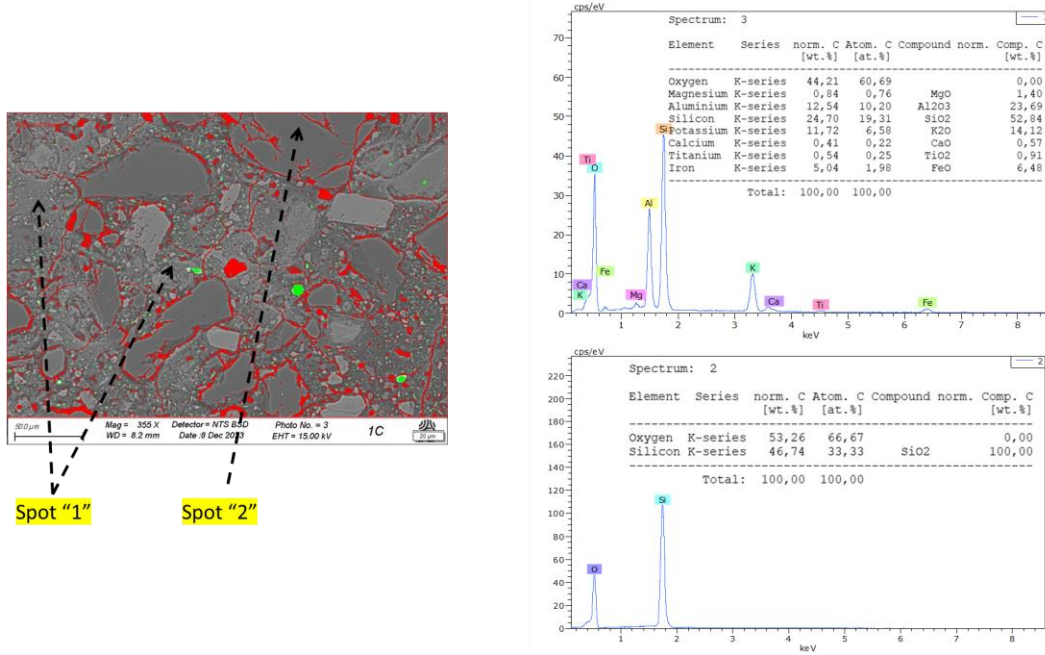 50.0 µm
Mag = 355 X Detector = NTS BSD Photo No. = 3
WD = 8.2 mm Date :8 Dec 2023 EHT = 15.00 kV 1C
20 µm
Spot “1”
Spot “2”
cps/eV
Spectrum: 3
Element Series norm. C Atom. C Compound norm. Comp. C
[wt.%] [at.%] [wt.%]
Oxygen K-series 44,21 60,69 0,00
Magnesium K-series 0,84 0,76 MgO 1,40
Aluminium K-series 12,54 10,20 Al2O3 23,69
Silicon K-series 24,70 19,31 SiO2 52,84
Potassium K-series 11,72 6,58 K2O 14,12
Calcium K-series 0,41 0,22 CaO 0,57
Titanium K-series 0,54 0,25 TiO2 0,91
Iron K-series 5,04 1,98 FeO 6,48
Total: 100,00 100,00
70
60
50
40
30
20
10
0
Ti
O
Ca
K
Fe
Mg
Al
Si
K
Ca
Ti
Fe
1 2 3 4 5 6 7 8
keV
cps/eV
2
Spectrum: 2
Element Series norm. C Atom. C Compound norm. Comp. C
[wt.%] [at.%] [wt.%]
Oxygen K-series 53,26 66,67 0,00
Silicon K-series 46,74 33,33 SiO2 100,00
Total: 100,00 100,00
220
200
180
160
140
120
100
80
60
40
20
0
O
Si
1 2 3 4 5 6 7 8
keV